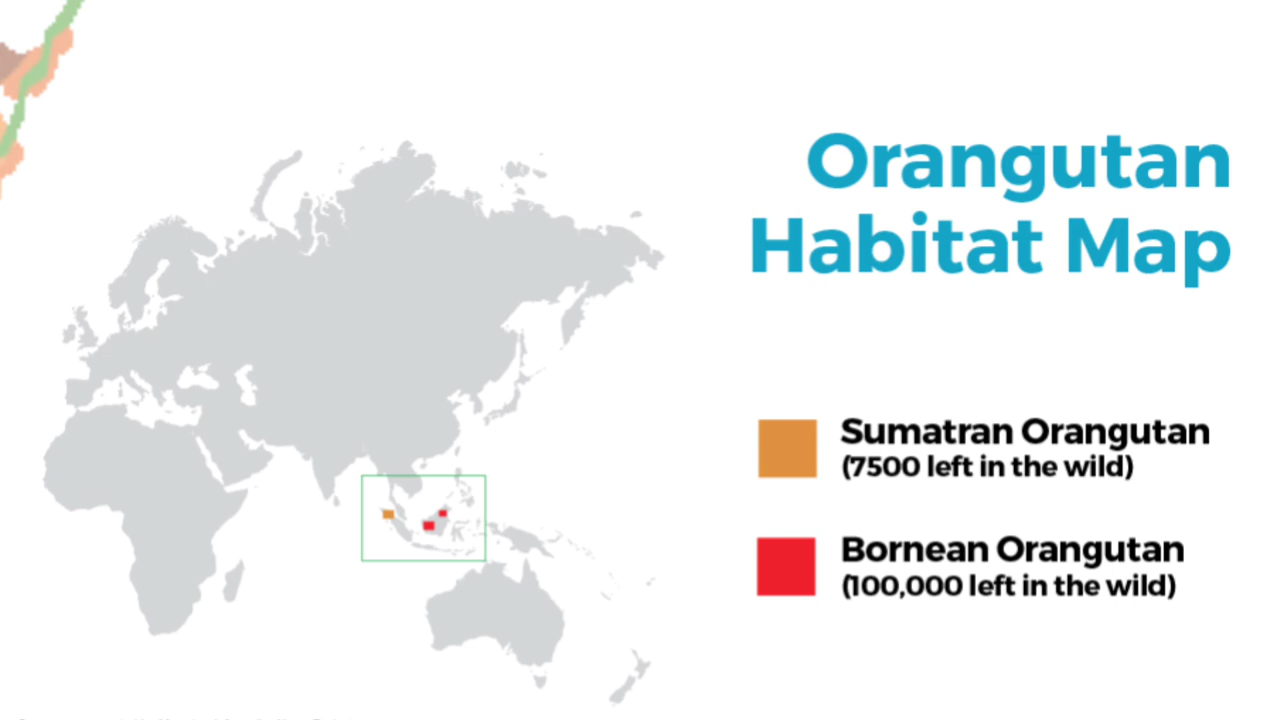 Orangutan
Habitat Map
Sumatran Orangutan
(7500 left in the wild)
Bornean Orangutan
(100,000 left in the wild)